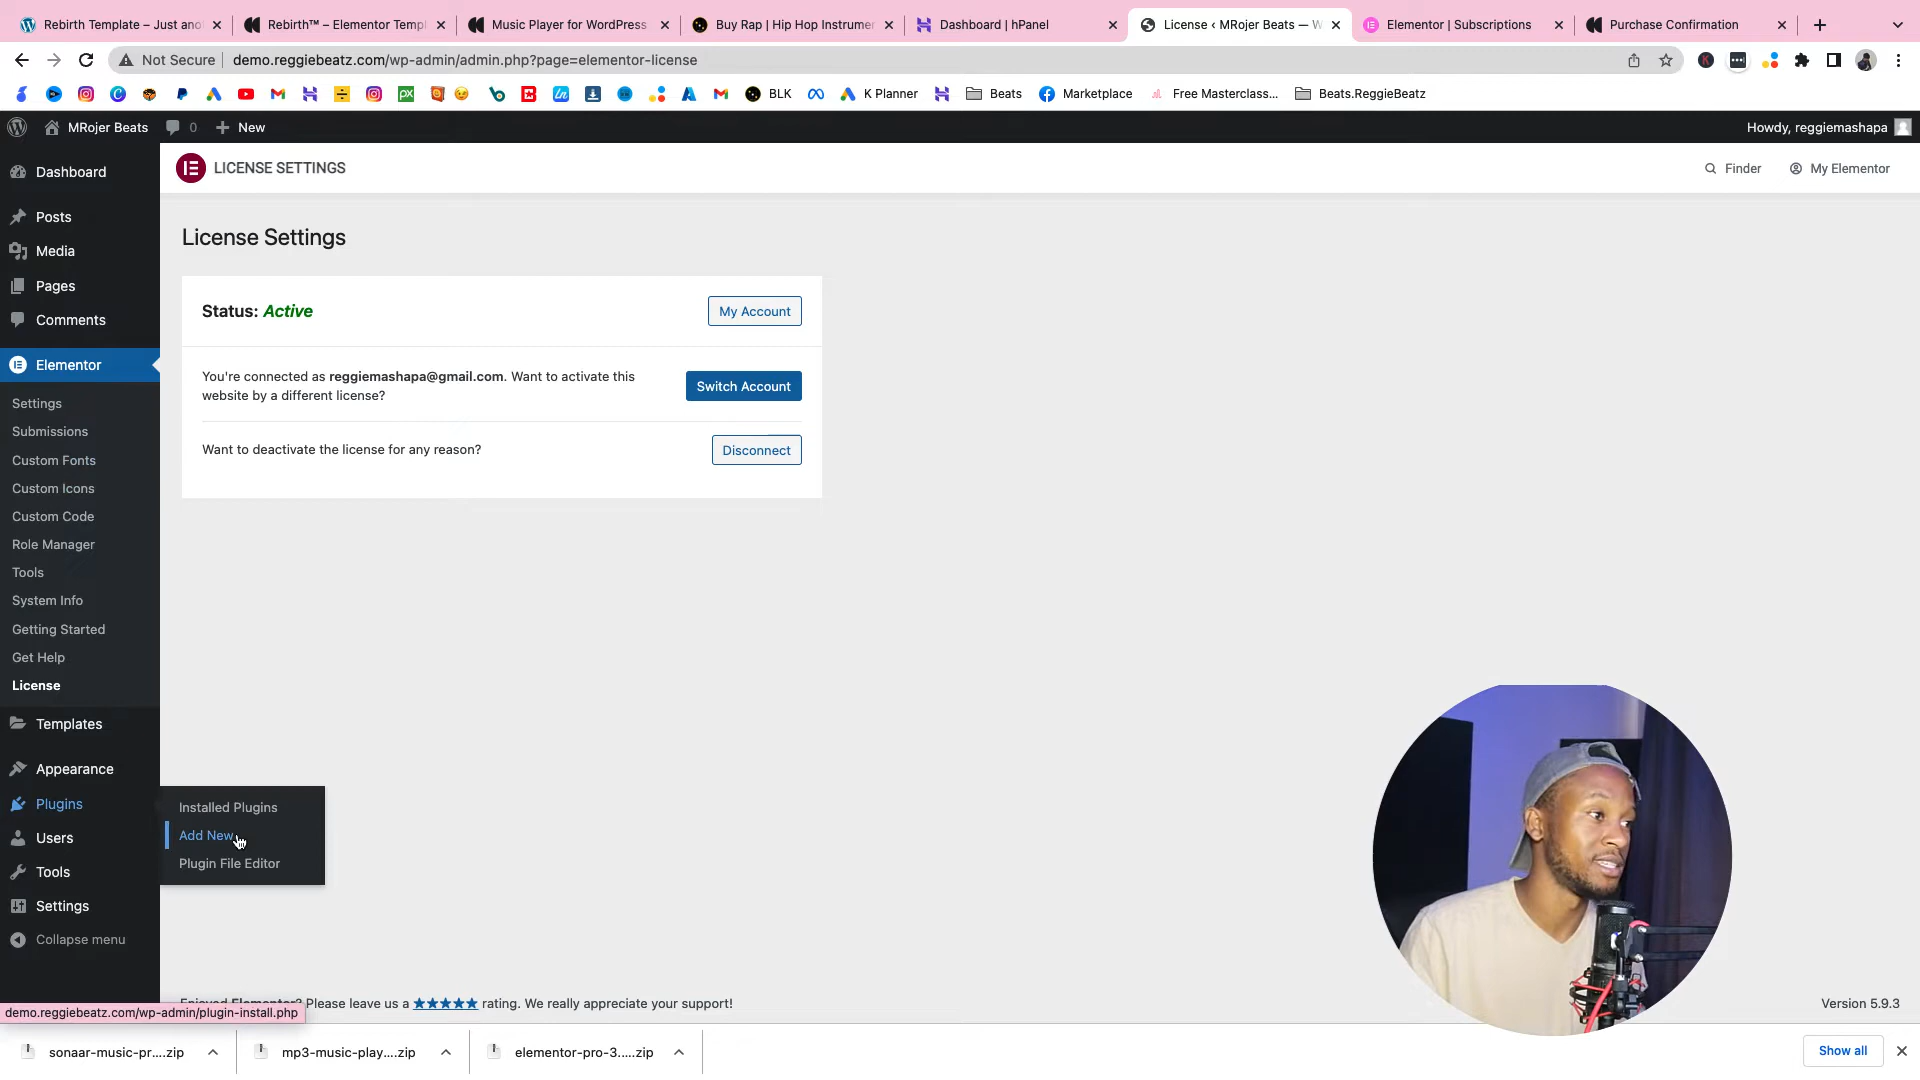 Rebirth Template – Just ano
Rebirth™ – Elementor Templ
Music Player for WordPress
Buy Rap | Hip Hop Instrumen
Dashboard | hPanel
License ‹ MRojer Beats — W
Elementor | Subscriptions
Purchase Confirmation
Not Secure
demo.reggiebeatz.com/wp-admin/admin.php?page=elementor-license
BLK
K Planner
Beats
Marketplace
Free Masterclass...
Beats.ReggieBeatz
MRojer Beats
0
New
Howdy, reggiemashapa
LICENSE SETTINGS
Finder
My Elementor
Dashboard
Posts
Media
Pages
Comments
Elementor
Settings
Submissions
Custom Fonts
Custom Icons
Custom Code
Role Manager
Tools
System Info
Getting Started
Get Help
License
Templates
Appearance
Plugins
Users
Tools
Settings
Collapse menu
Installed Plugins
Add New
Plugin File Editor
License Settings
Status: Active
My Account
You're connected as reggiemashapa@gmail.com. Want to activate this
website by a different license?
Switch Account
Want to deactivate the license for any reason?
Disconnect
Enjoyed Elementor? Please leave us a ★★★★★ rating. We really appreciate your support!
Version 5.9.3
demo.reggiebeatz.com/wp-admin/plugin-install.php
sonaar-music-pr....zip
mp3-music-play....zip
elementor-pro-3.....zip
Show all